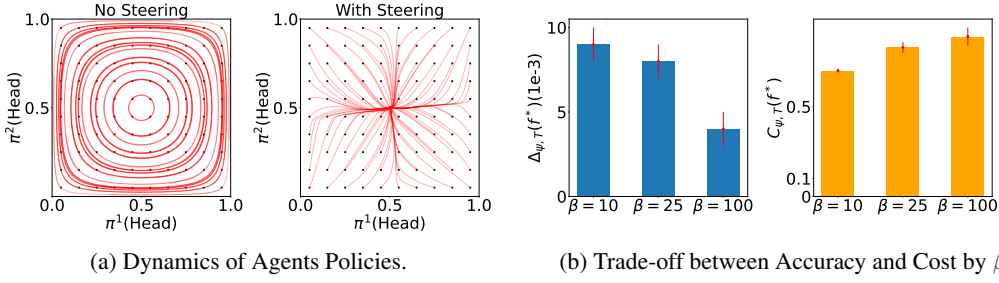 No Steering
1.0
π²(Head)
0.5
0.0
0.0 0.5 1.0
π¹(Head)
With Steering
1.0
π²(Head)
0.5
0.0
0.0 0.5 1.0
π¹(Head)
10
5
0
Δψ,T(f*)(1e-3)
β = 10 β = 25 β = 100
0.5
0.1
Cψ,T(f*)
β = 10 β = 25 β = 100
(a) Dynamics of Agents Policies.
(b) Trade-off between Accuracy and Cost by β